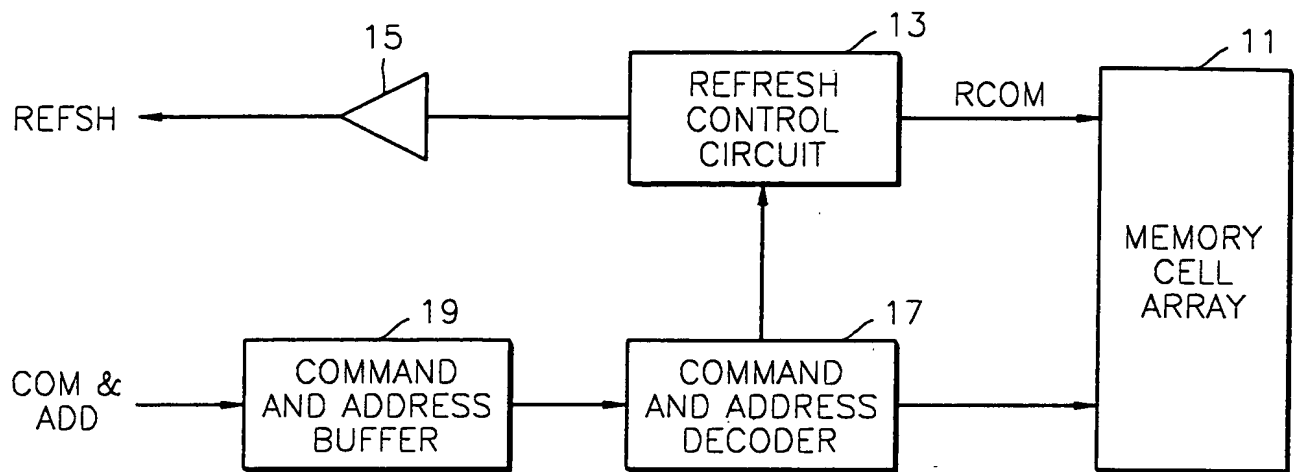 15
13
11
REFSH
REFRESH
CONTROL
CIRCUIT
RCOM
MEMORY
CELL
ARRAY
19
17
COM &
ADD
COMMAND
AND ADDRESS
BUFFER
COMMAND
AND ADDRESS
DECODER